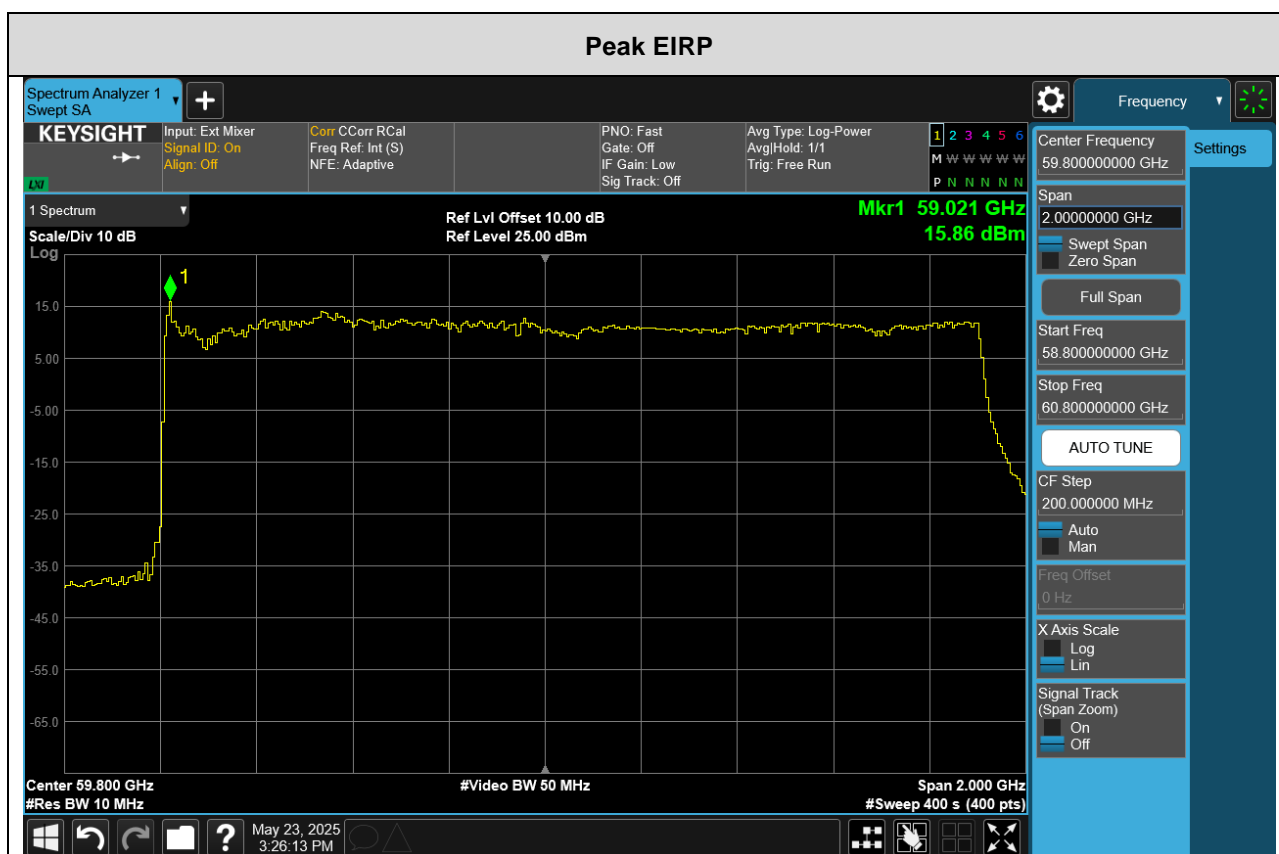 Peak EIRP
Spectrum Analyzer 1
Swept SA
+
Frequency
KEYSIGHT
LXI
Input: Ext Mixer
Signal ID: On
Align: Off
Corr CCorr RCal
Freq Ref: Int (S)
NFE: Adaptive
PNO: Fast
Gate: Off
IF Gain: Low
Sig Track: Off
Avg Type: Log-Power
Avg|Hold: 1/1
Trig: Free Run
1 2 3 4 5 6
M W W W W W
P N N N N N
Center Frequency
59.800000000 GHz
Settings
Span
2.00000000 GHz
Swept Span
Zero Span
Full Span
Start Freq
58.800000000 GHz
Stop Freq
60.800000000 GHz
AUTO TUNE
CF Step
200.000000 MHz
Auto
Man
Freq Offset
0 Hz
X Axis Scale
Log
Lin
Signal Track
(Span Zoom)
On
Off
1 Spectrum
Scale/Div 10 dB
Log
Ref Lvl Offset 10.00 dB
Ref Level 25.00 dBm
Mkr1 59.021 GHz
15.86 dBm
1
15.0
5.00
-5.00
-15.0
-25.0
-35.0
-45.0
-55.0
-65.0
Center 59.800 GHz
#Res BW 10 MHz
#Video BW 50 MHz
Span 2.000 GHz
#Sweep 400 s (400 pts)
?
May 23, 2025
3:26:13 PM